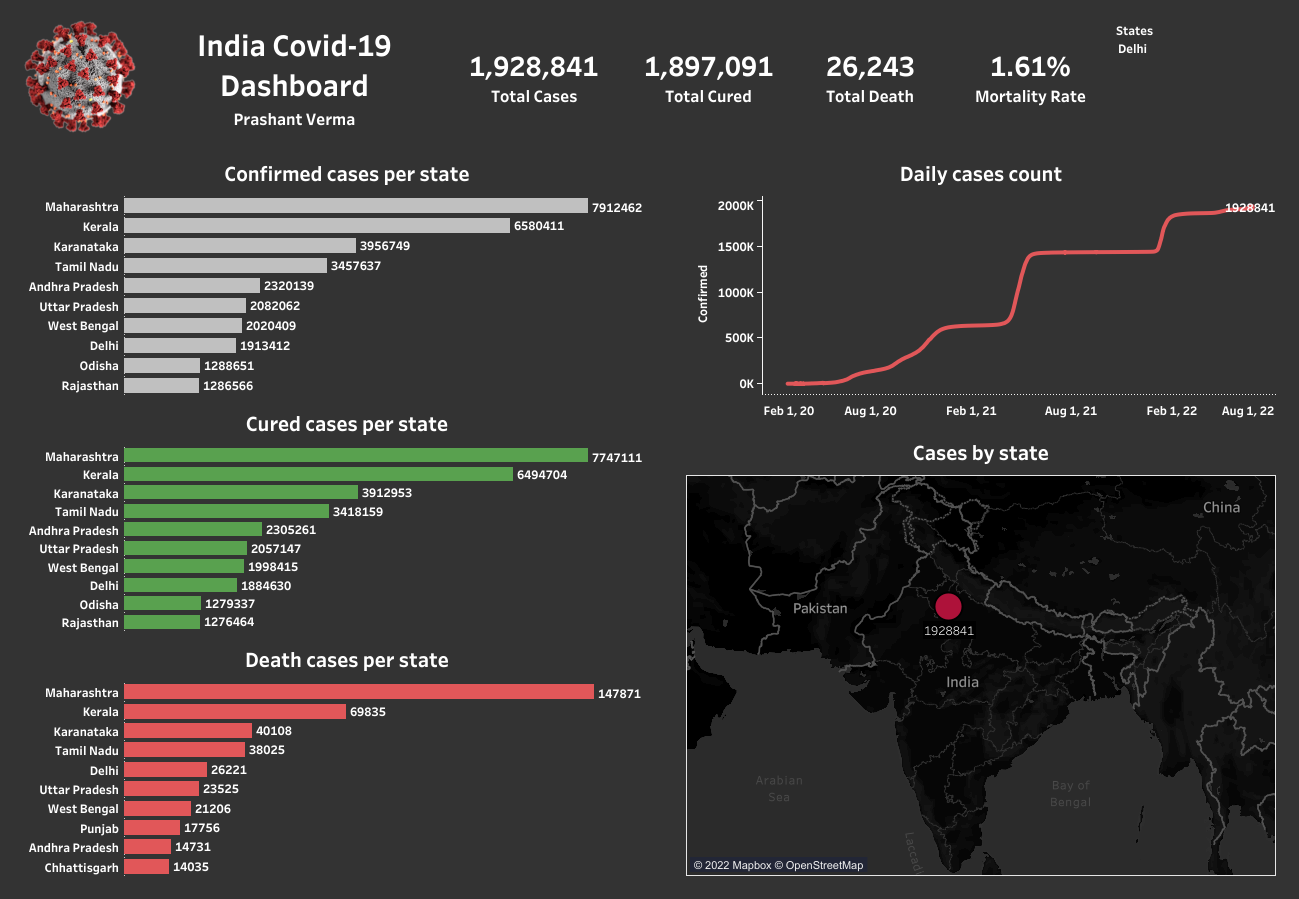 India Covid-19
Dashboard
Prashant Verma
1,928,841
Total Cases
1,897,091
Total Cured
26,243
Total Death
1.61%
Mortality Rate
States
Delhi
Confirmed cases per state
Maharashtra 7912462
Kerala 6580411
Karanataka 3956749
Tamil Nadu 3457637
Andhra Pradesh 2320139
Uttar Pradesh 2082062
West Bengal 2020409
Delhi 1913412
Odisha 1288651
Rajasthan 1286566
Cured cases per state
Maharashtra 7747111
Kerala 6494704
Karanataka 3912953
Tamil Nadu 3418159
Andhra Pradesh 2305261
Uttar Pradesh 2057147
West Bengal 1998415
Delhi 1884630
Odisha 1279337
Rajasthan 1276464
Death cases per state
Maharashtra 147871
Kerala 69835
Karanataka 40108
Tamil Nadu 38025
Delhi 26221
Uttar Pradesh 23525
West Bengal 21206
Punjab 17756
Andhra Pradesh 14731
Chhattisgarh 14035
Daily cases count
Confirmed
2000K
1500K
1000K
500K
0K
1928841
Feb 1, 20 Aug 1, 20 Feb 1, 21 Aug 1, 21 Feb 1, 22 Aug 1, 22
Cases by state
China
Pakistan
1928841
India
Arabian
Sea
Bay of
Bengal
Laccadi
© 2022 Mapbox © OpenStreetMap